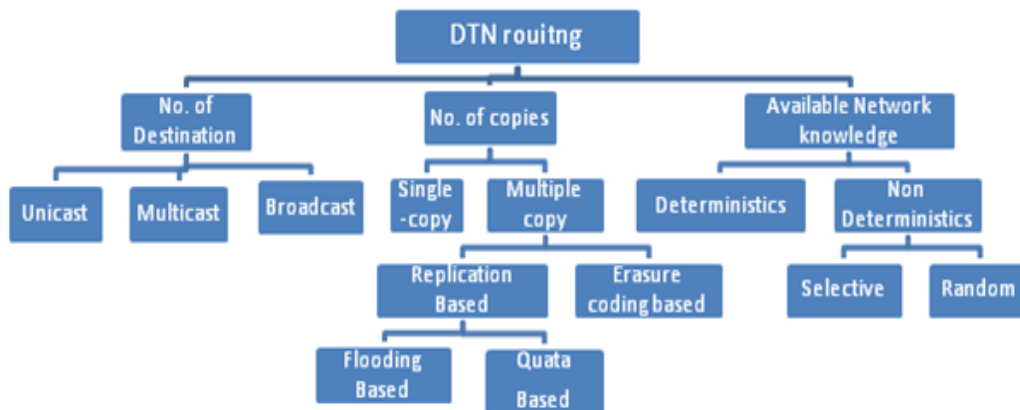 DTN rouitng
No. of
Destination
No. of copies
Available Network
knowledge
Unicast
Multicast
Broadcast
Single
-copy
Multiple
copy
Deterministics
Non
Deterministics
Replication
Based
Erasure
coding based
Selective
Random
Flooding
Based
Quata
Based